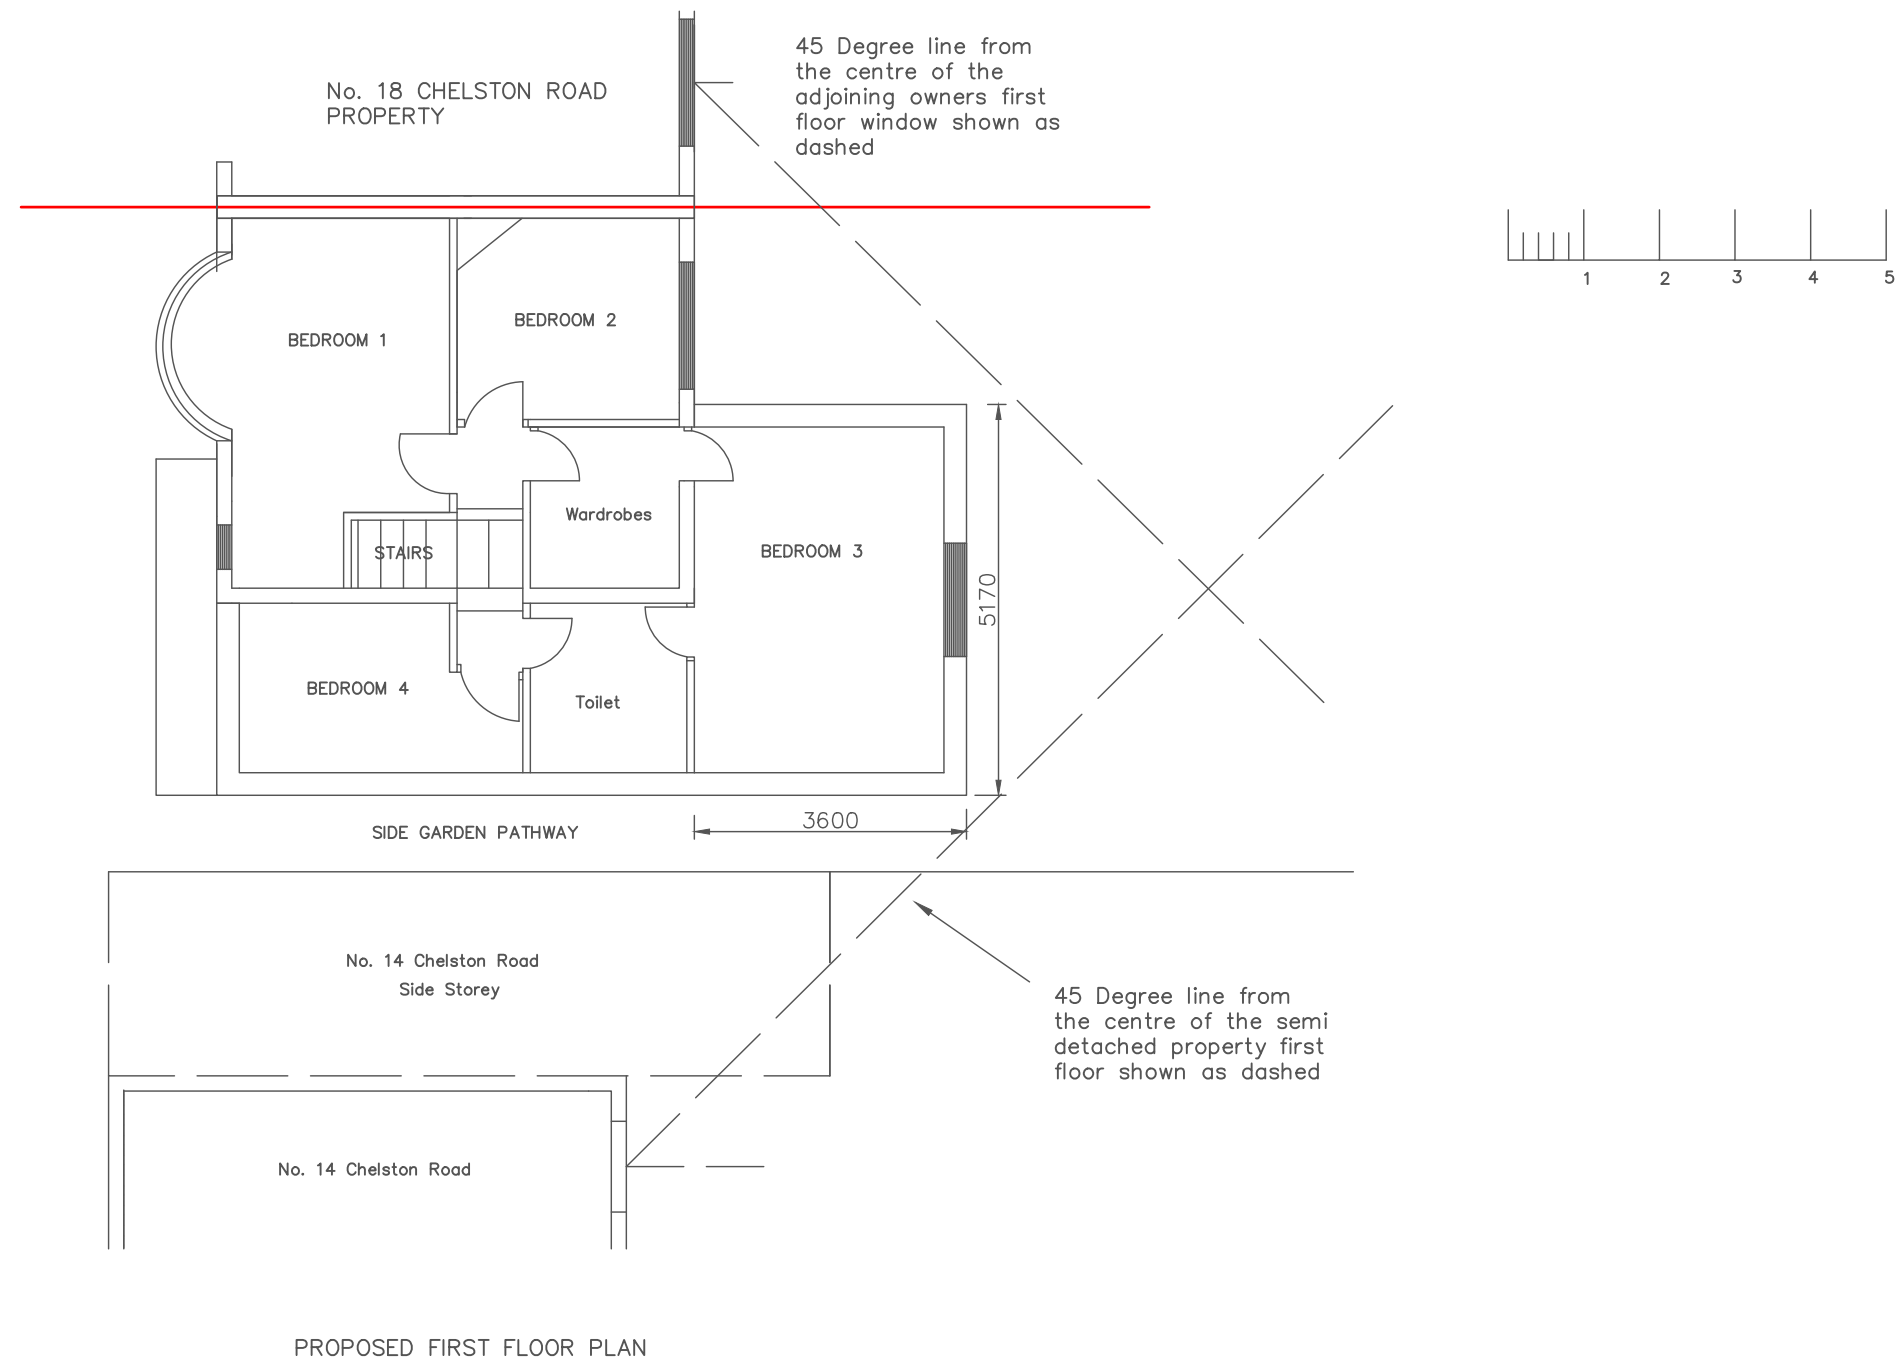 No. 18 CHELSTON ROAD
PROPERTY
45 Degree line from
the centre of the
adjoining owners first
floor window shown as
dashed
1 2 3 4 5
BEDROOM 1
BEDROOM 2
Wardrobes
STAIRS
BEDROOM 3
5170
BEDROOM 4
Toilet
3600
SIDE GARDEN PATHWAY
No. 14 Chelston Road
Side Storey
45 Degree line from
the centre of the semi
detached property first
floor shown as dashed
No. 14 Chelston Road
PROPOSED FIRST FLOOR PLAN